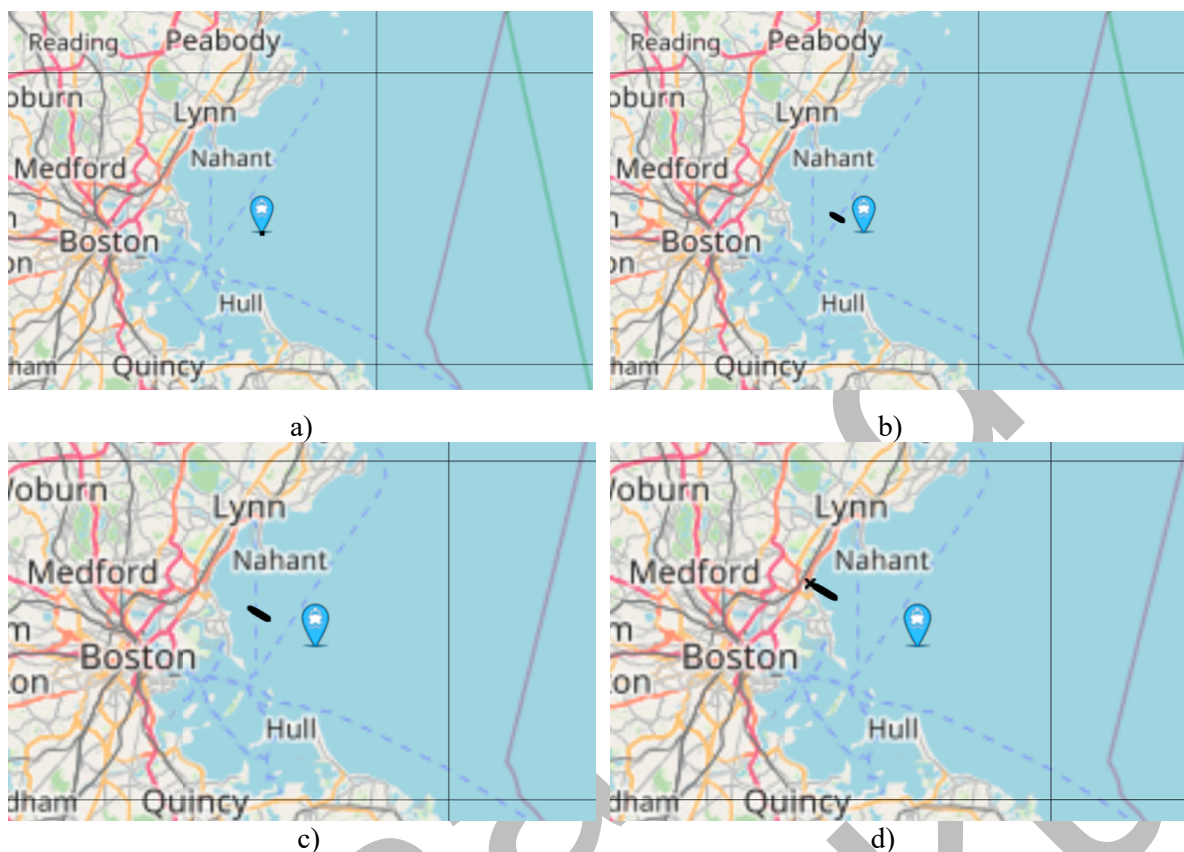 Reading
Peabody
oburn
Lynn
Medford
Nahant
n
Boston
on
Hull
ham
Quincy
a)
Reading
Peabody
oburn
Lynn
Medford
Nahant
n
Boston
on
Hull
ham
Quincy
b)
oburn
Lynn
Nahant
Medford
m
Boston
on
Hull
dham
Quincy
c)
oburn
Lynn
Nahant
Medford
m
Boston
on
Hull
dham
Quincy
d)